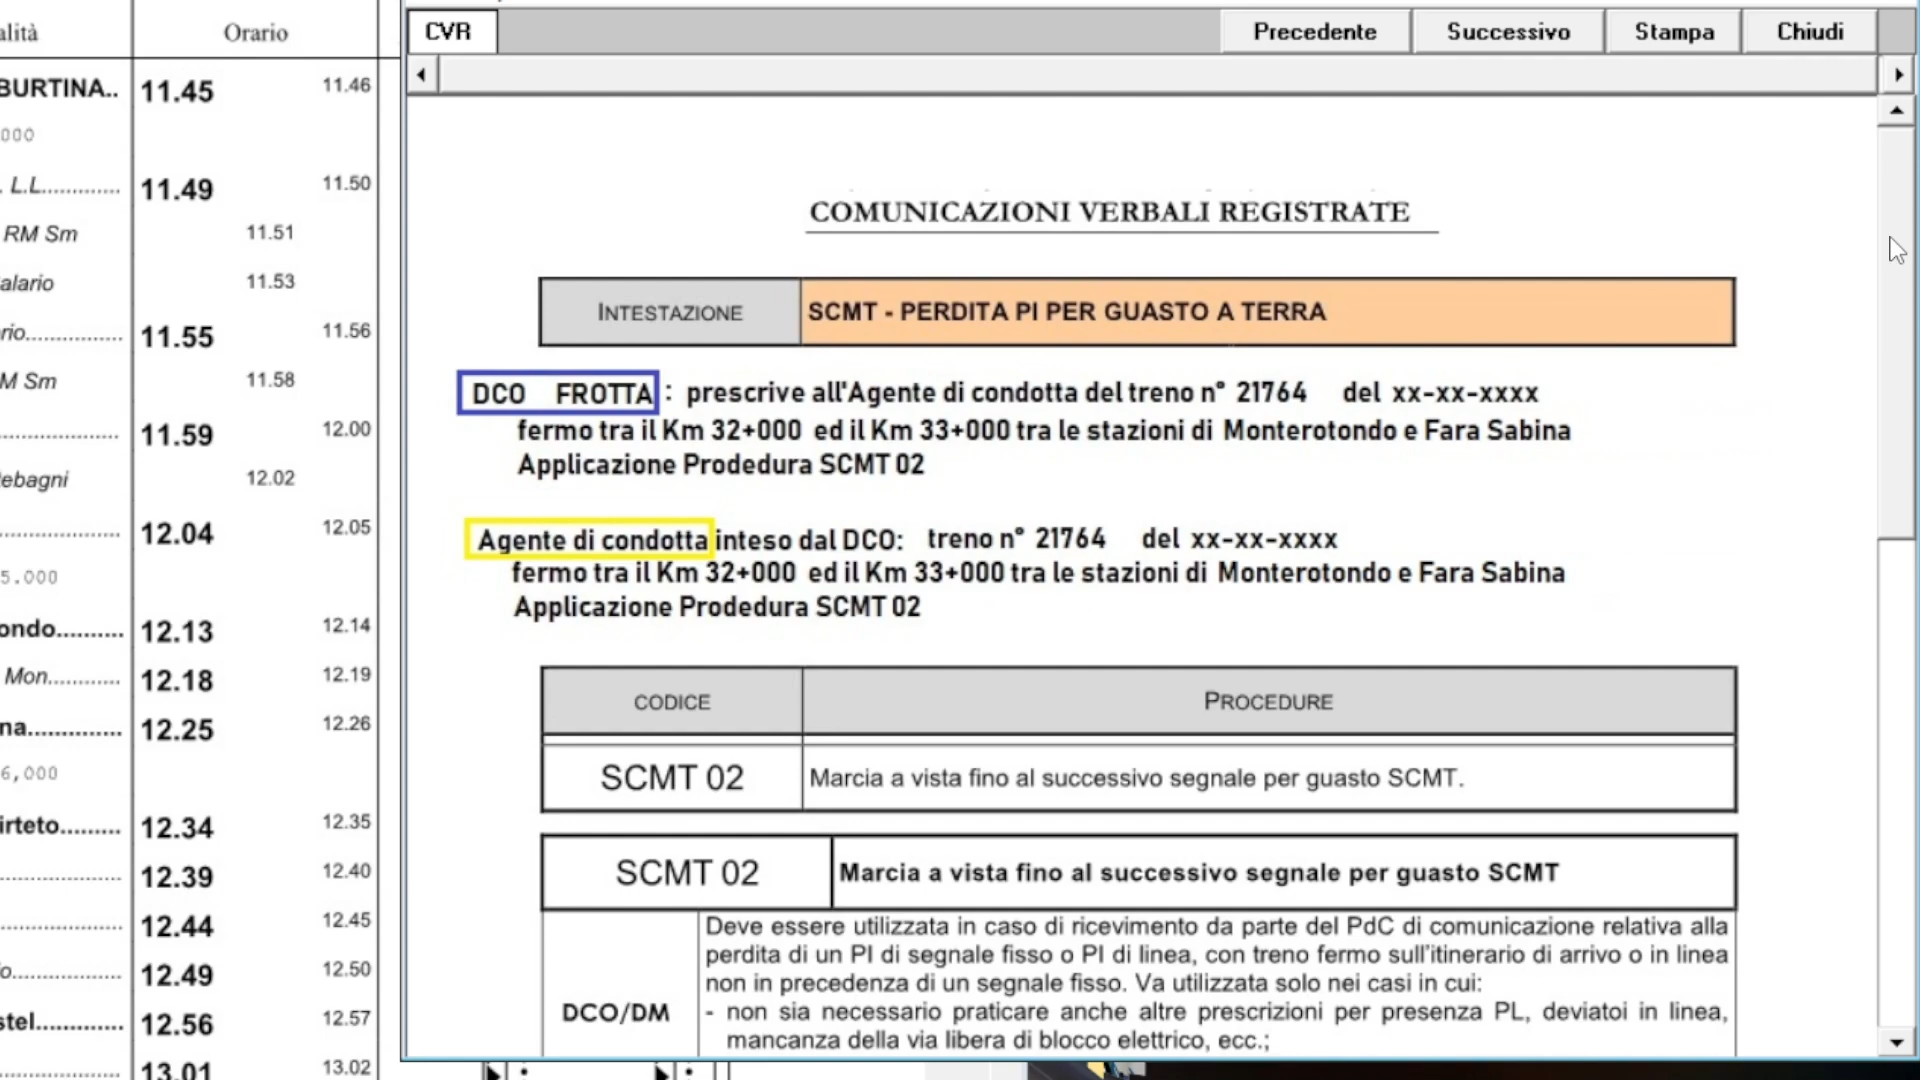 alità Orario
BURTINA.. 11.45 11.46
000
. L.L............. 11.49 11.50
RM Sm 11.51
alario 11.53
rio................ 11.55 11.56
M Sm 11.58
.................... 11.59 12.00
ebagni 12.02
.................... 12.04 12.05
5.000
ondo.......... 12.13 12.14
Mon............ 12.18 12.19
na.............. 12.25 12.26
6,000
irteto......... 12.34 12.35
.................... 12.39 12.40
.................... 12.44 12.45
o.................. 12.49 12.50
stel............. 12.56 12.57
.................... 13.01 13.02
CVR Precedente Successivo Stampa Chiudi
COMUNICAZIONI VERBALI REGISTRATE
INTESTAZIONE SCMT - PERDITA PI PER GUASTO A TERRA
DCO FROTTA : prescrive all'Agente di condotta del treno n° 21764 del xx-xx-xxxx
fermo tra il Km 32+000 ed il Km 33+000 tra le stazioni di Monterotondo e Fara Sabina
Applicazione Prodedura SCMT 02
Agente di condotta inteso dal DCO: treno n° 21764 del xx-xx-xxxx
fermo tra il Km 32+000 ed il Km 33+000 tra le stazioni di Monterotondo e Fara Sabina
Applicazione Prodedura SCMT 02
CODICE PROCEDURE
SCMT 02 Marcia a vista fino al successivo segnale per guasto SCMT.
SCMT 02 Marcia a vista fino al successivo segnale per guasto SCMT
DCO/DM
Deve essere utilizzata in caso di ricevimento da parte del PdC di comunicazione relativa alla
perdita di un PI di segnale fisso o PI di linea, con treno fermo sull'itinerario di arrivo o in linea
non in precedenza di un segnale fisso. Va utilizzata solo nei casi in cui:
- non sia necessario praticare anche altre prescrizioni per presenza PL, deviatoi in linea,
mancanza della via libera di blocco elettrico, ecc.;